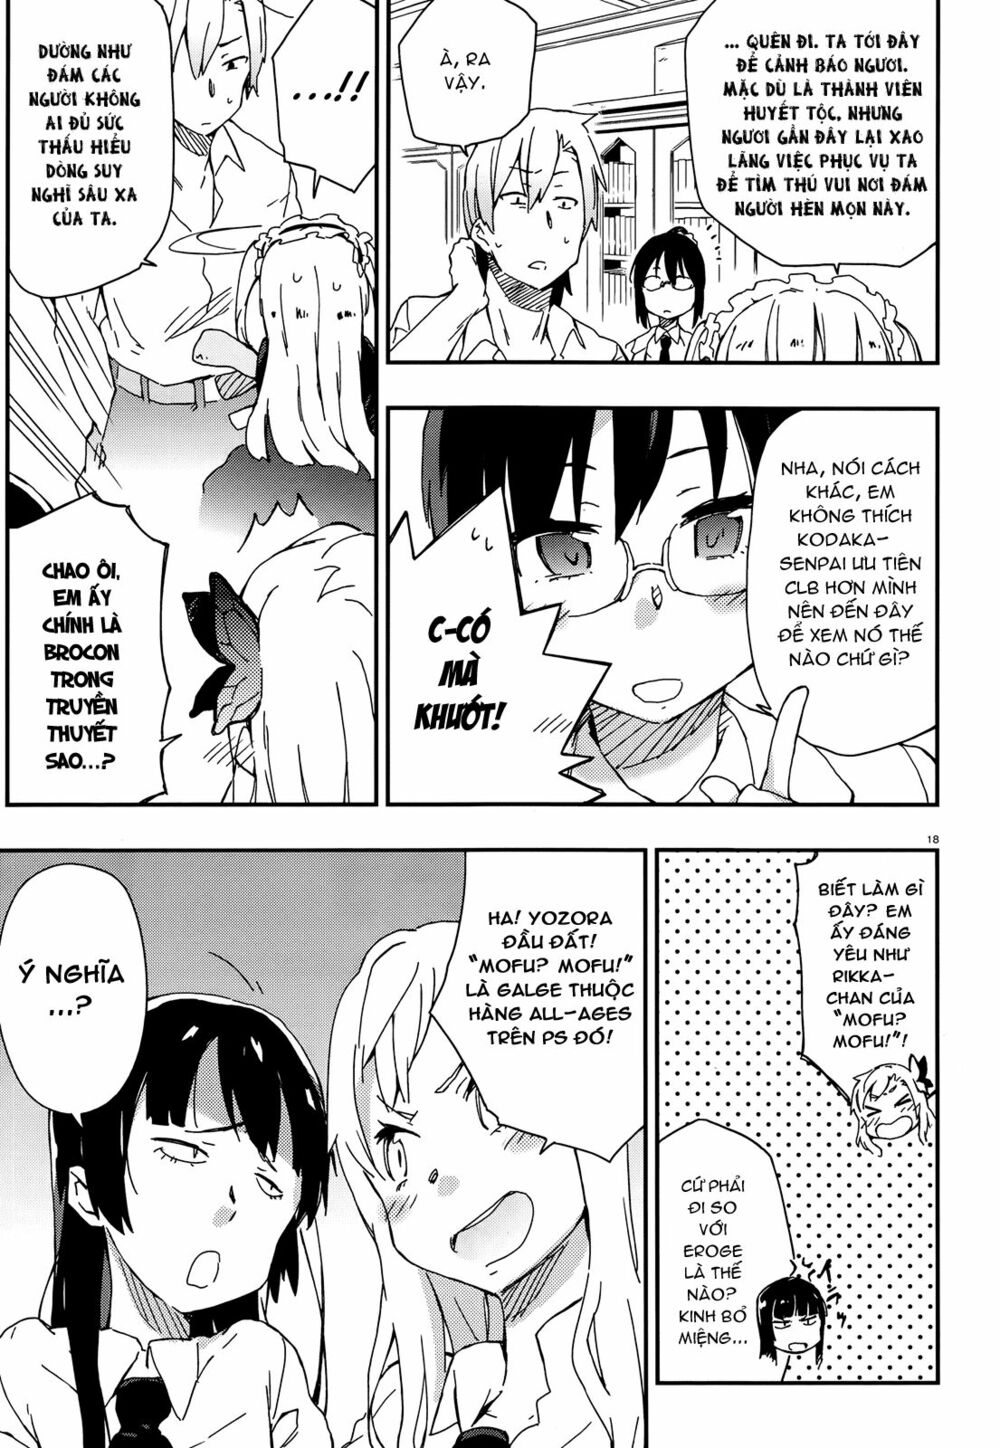 ... QUÊN ĐI. TA TỚI ĐÂY
ĐỂ CẢNH BÁO NGƯƠI.
MẶC DÙ LÀ THÀNH VIÊN
HUYẾT TỘC, NHƯNG
NGƯƠI GẦN ĐÂY LẠI XAO
LÃNG VIỆC PHỤC VỤ TA
ĐỂ TÌM THÚ VUI NƠI ĐÁM
NGƯỜI HÈN MỌN NÀY.
À, RA
VẬY.
...!!
DƯỜNG NHƯ
ĐÁM CÁC
NGƯƠI KHÔNG
AI ĐỦ SỨC
THẤU HIỂU
DÒNG SUY
NGHĨ SÂU XA
CỦA TA.
NHA, NÓI CÁCH
KHÁC, EM
KHÔNG THÍCH
KODAKA-
SENPAI ƯU TIÊN
CLB HƠN MÌNH
NÊN ĐẾN ĐÂY
ĐỂ XEM NÓ THẾ
NÀO CHỨ GÌ?
C-CÓ
MÀ
KHƯỚT!
CHAO ÔI,
EM ẤY
CHÍNH LÀ
BROCON
TRONG
TRUYỀN
THUYẾT
SAO...?
18
BIẾT LÀM GÌ
ĐÂY? EM
ẤY ĐÁNG
YÊU NHƯ
RIKKA-
CHAN CỦA
"MOFU?
MOFU!"!
CỨ PHẢI
ĐI SO
VỚI
EROGE
LÀ THẾ
NÀO?
KINH BỎ
MIỆNG...
HA! YOZORA
ĐẦU ĐẤT!
"MOFU? MOFU!"
LÀ GALGE THUỘC
HÀNG ALL-AGES
TRÊN PS ĐÓ!
Ý NGHĨA
...?